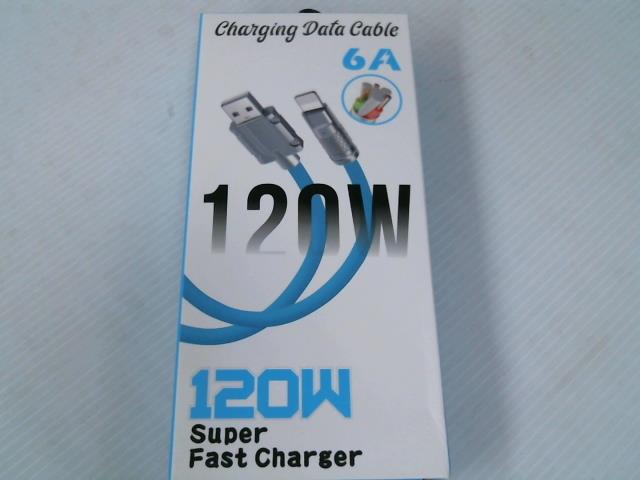 Charging Data Cable
6A
120W
120W
Super
Fast Charger